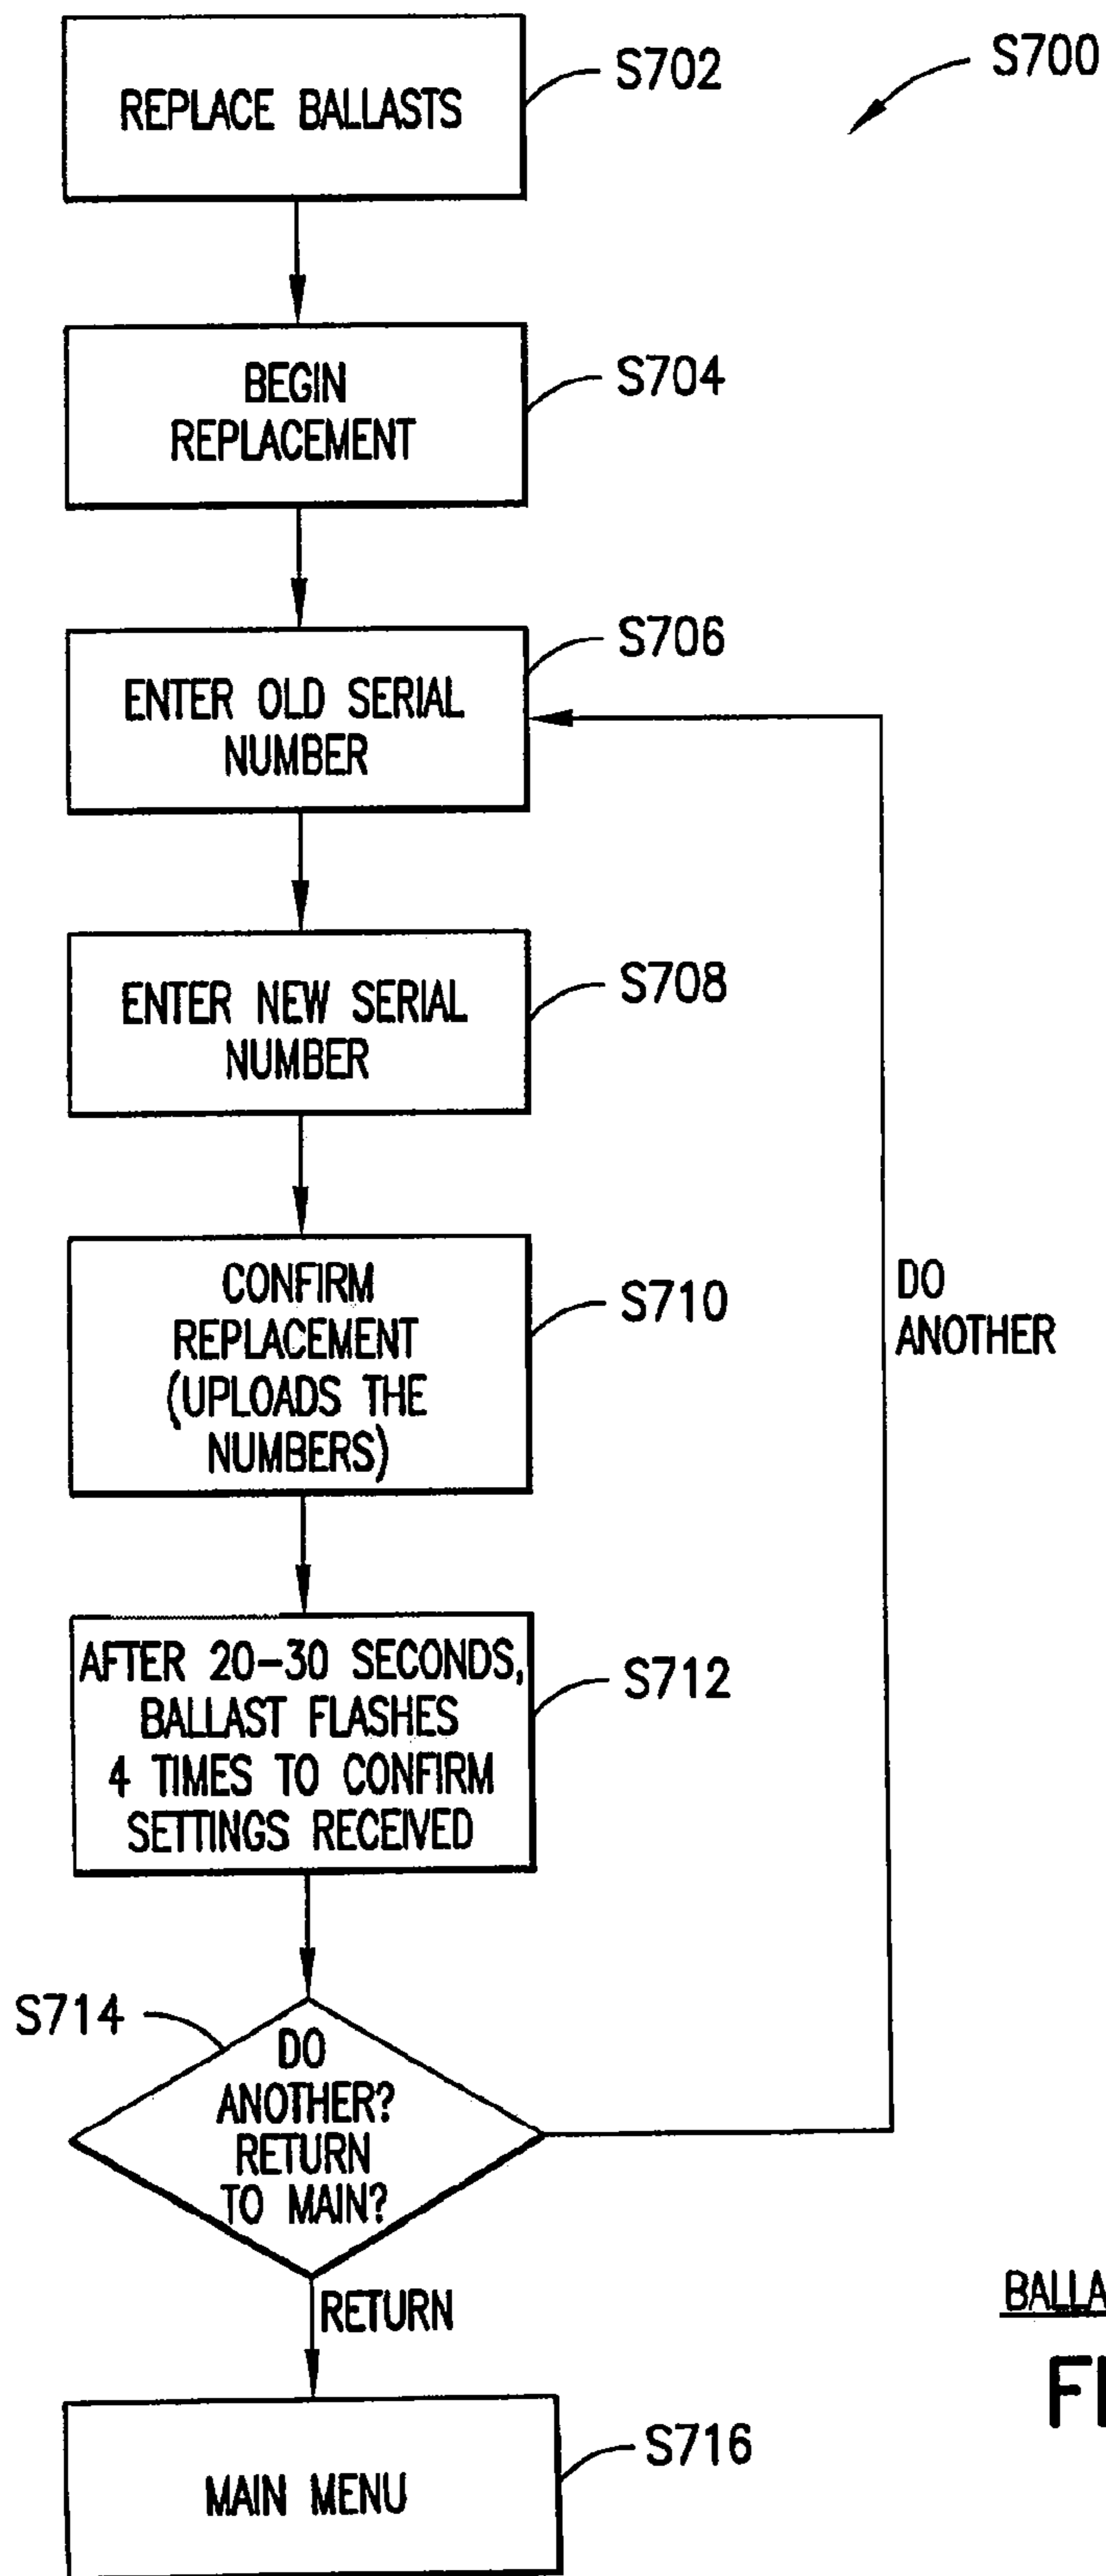 REPLACE BALLASTS
S702
S700
BEGIN
REPLACEMENT
S704
ENTER OLD SERIAL
NUMBER
S706
ENTER NEW SERIAL
NUMBER
S708
CONFIRM
REPLACEMENT
(UPLOADS THE
NUMBERS)
S710
DO
ANOTHER
AFTER 20-30 SECONDS,
BALLAST FLASHES
4 TIMES TO CONFIRM
SETTINGS RECEIVED
S712
S714
DO
ANOTHER?
RETURN
TO MAIN?
RETURN
MAIN MENU
S716